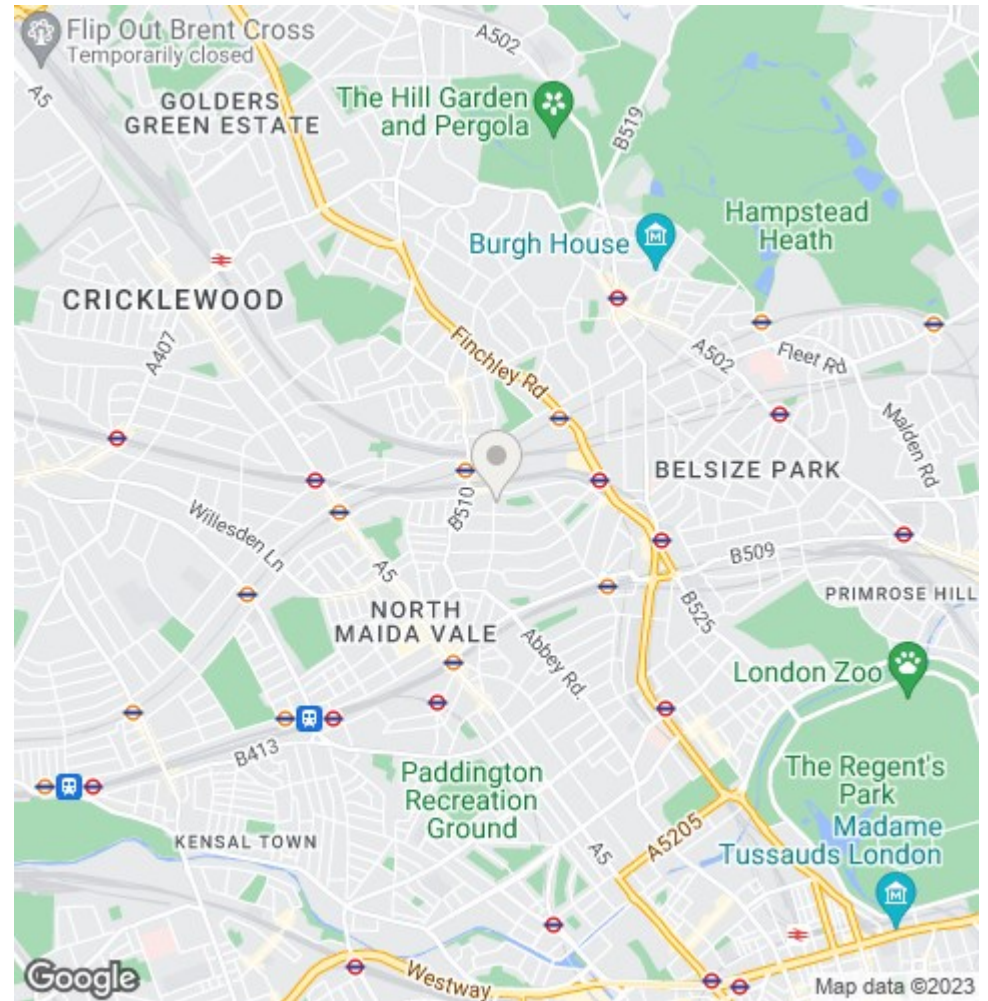 Flip Out Brent Cross
Temporarily closed
A502
A5
GOLDERS
GREEN ESTATE
The Hill Garden
and Pergola
B519
Hampstead
Heath
Burgh House
CRICKLEWOOD
A407
Finchley Rd
A502
Fleet Rd
Malden Rd
BELSIZE PARK
B510
Willesden Ln
A5
B509
NORTH
MAIDA VALE
PRIMROSE HILL
B525
Abbey Rd.
London Zoo
B413
Paddington
Recreation
Ground
The Regent's
Park
KENSAL TOWN
A5
A5205
Madame
Tussauds London
Westway
Google
Map data ©2023